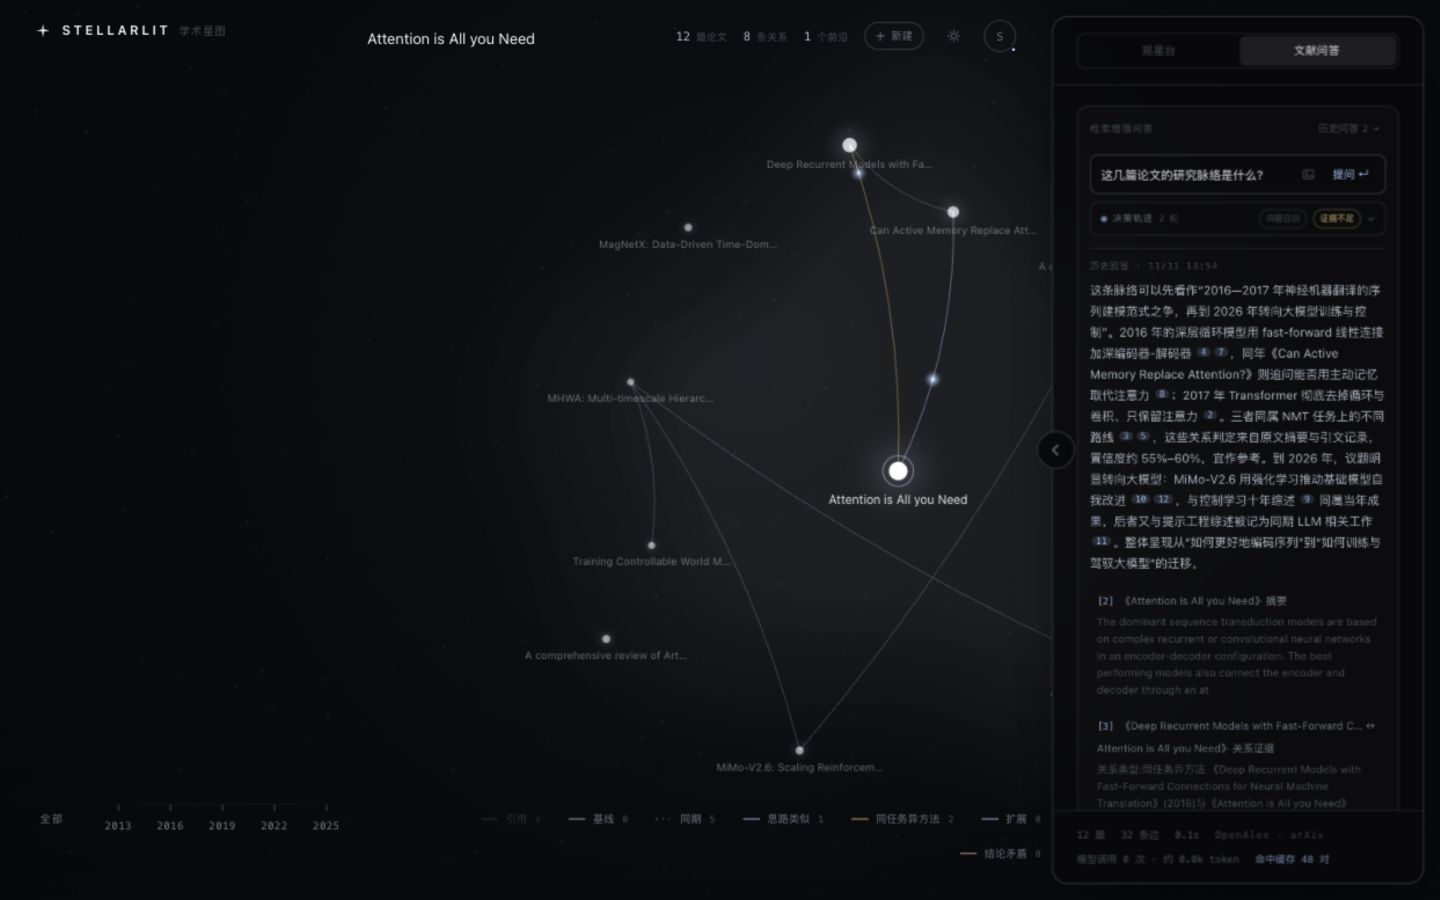 STELLARLIT 学术星图
Attention is All you Need
12 篇论文 8 条关系 1 个前沿
+ 新建
S
观星台
文献问答
检索增强问答
历史问答 2
这几篇论文的研究脉络是什么?
提问 ↵
决策轨迹 2 轮
证据不足
历史回答 · 11/11 13:54
这条脉络可以先看作“2016—2017 年神经机器翻译的序
列建模范式之争，再到 2026 年转向大模型训练与控
制”。2016 年的深层循环模型用 fast-forward 线性连接
加深编码器-解码器 4 7 ，同年《Can Active
Memory Replace Attention?》则追问能否用主动记忆
取代注意力 8 ；2017 年 Transformer 彻底去掉循环与
卷积、只保留注意力 2 。三者同属 NMT 任务上的不同
路线 3 5 ，这些关系判定来自原文摘要与引文记录，
置信度约 55%–60%，宜作参考。到 2026 年，议题明
显转向大模型：MiMo-V2.6 用强化学习推动基础模型自
我改进 10 12 ，与控制学习十年综述 9 同属当年成
果，后者又与提示工程综述被记为同期 LLM 相关工作
11 。整体呈现从“如何更好地编码序列”到“如何训练与
驾驭大模型”的迁移。
[2] 《Attention is All you Need》摘要
The dominant sequence transduction models are based
on complex recurrent or convolutional neural networks
in an encoder-decoder configuration. The best
performing models also connect the encoder and
decoder through an at
[3] 《Deep Recurrent Models with Fast-Forward C... ↔
Attention is All you Need》关系证据
关系类型:同任务异方法 《Deep Recurrent Models with
Fast-Forward Connections for Neural Machine
Translation》(2016)与《Attention is All you Need》
12 篇 32 条边 0.1s OpenAlex · arXiv
模型调用 0 次 · 约 0.0k token 命中缓存 48 对
Deep Recurrent Models with Fa...
Can Active Memory Replace Att...
MagNetX: Data-Driven Time-Dom...
A c
MHWA: Multi-timescale Hierarc...
Attention is All you Need
Training Controllable World M...
A comprehensive review of Art...
MiMo-V2.6: Scaling Reinforcem...
全部
2013 2016 2019 2022 2025
引用 0 基线 0 同期 5 思路类似 1 同任务异方法 2 扩展 0
结论矛盾 0